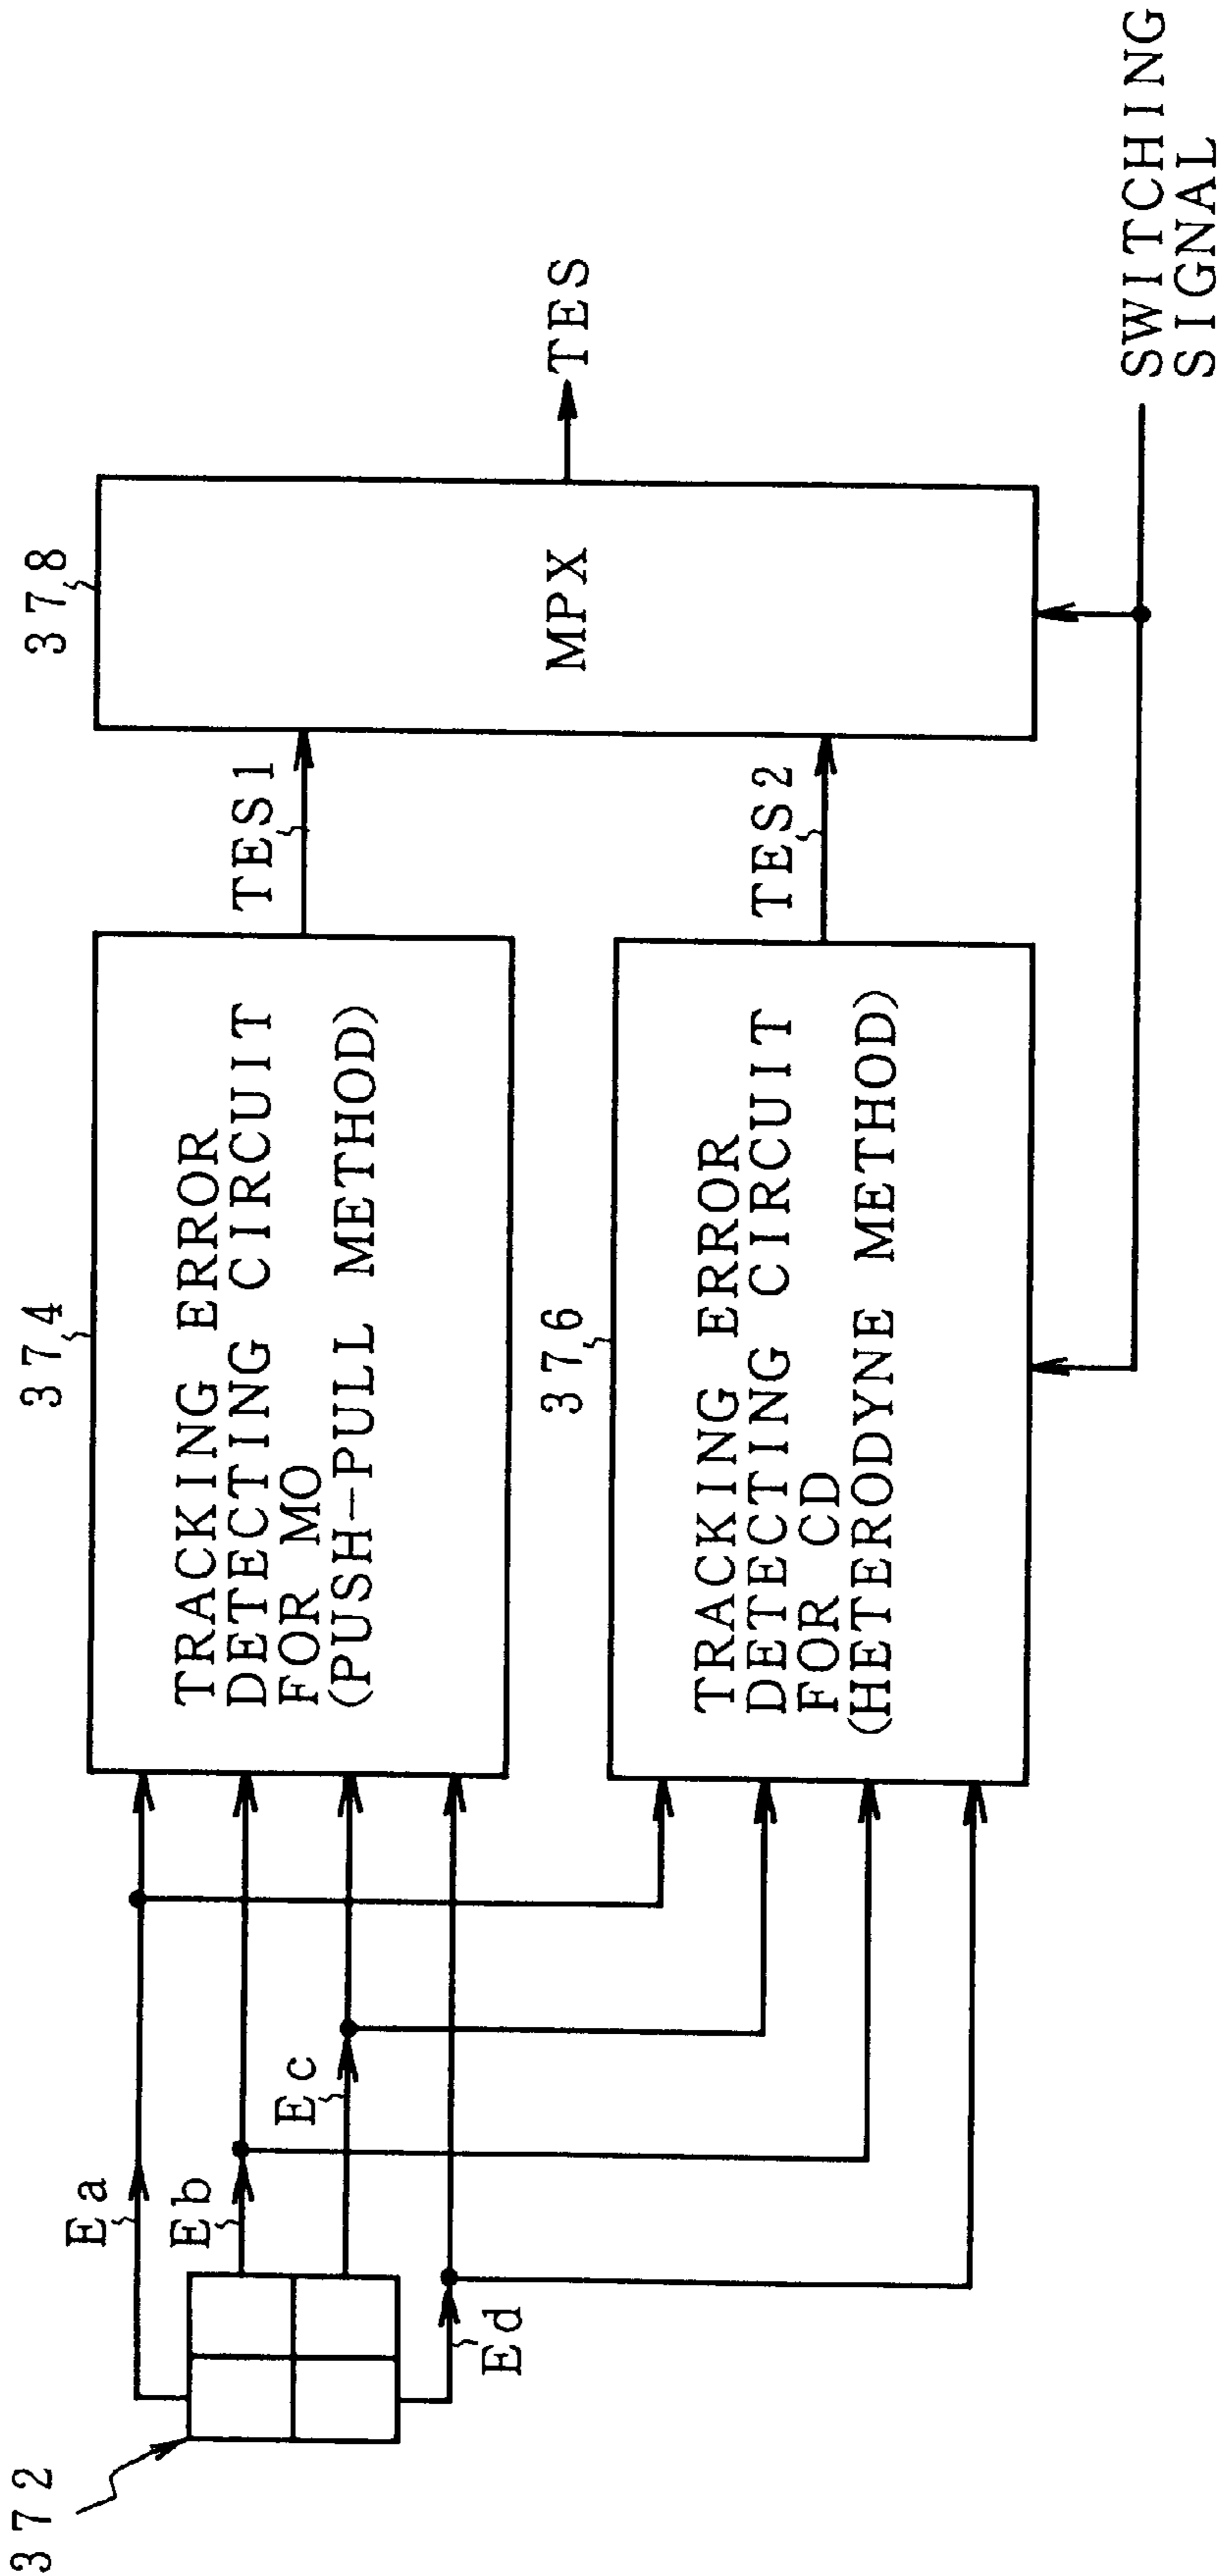 372
Ea
Eb
Ec
Ed
374
TRACKING ERROR
DETECTING CIRCUIT
FOR MO
(PUSH-PULL METHOD)
376
TRACKING ERROR
DETECTING CIRCUIT
FOR CD
(HETERODYNE METHOD)
TES1
TES2
378
MPX
TES
SWITCHING
SIGNAL